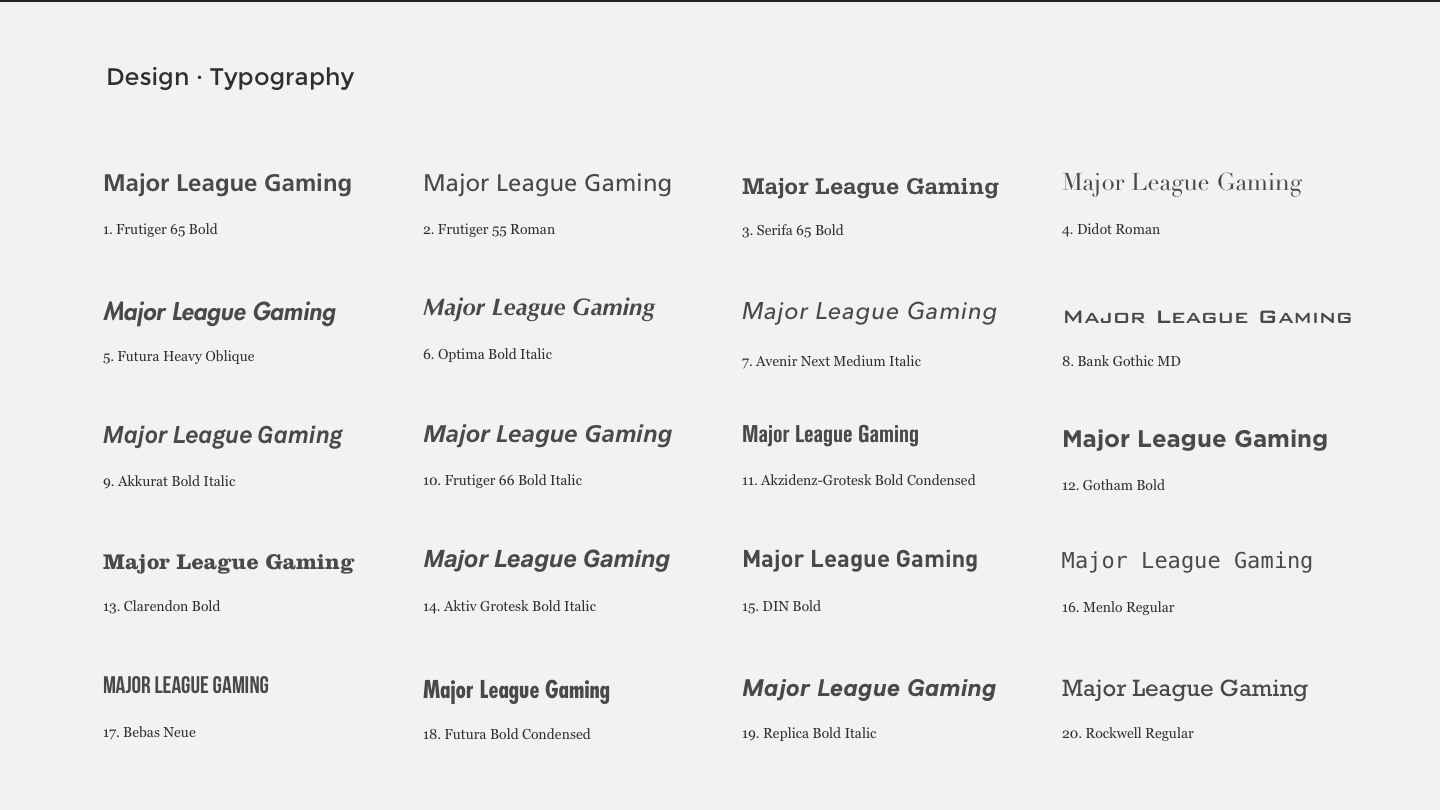 Design · Typography
Major League Gaming
1. Frutiger 65 Bold
Major League Gaming
2. Frutiger 55 Roman
Major League Gaming
3. Serifa 65 Bold
Major League Gaming
4. Didot Roman
Major League Gaming
5. Futura Heavy Oblique
Major League Gaming
6. Optima Bold Italic
Major League Gaming
7. Avenir Next Medium Italic
Major League Gaming
8. Bank Gothic MD
Major League Gaming
9. Akkurat Bold Italic
Major League Gaming
10. Frutiger 66 Bold Italic
Major League Gaming
11. Akzidenz-Grotesk Bold Condensed
Major League Gaming
12. Gotham Bold
Major League Gaming
13. Clarendon Bold
Major League Gaming
14. Aktiv Grotesk Bold Italic
Major League Gaming
15. DIN Bold
Major League Gaming
16. Menlo Regular
MAJOR LEAGUE GAMING
17. Bebas Neue
Major League Gaming
18. Futura Bold Condensed
Major League Gaming
19. Replica Bold Italic
Major League Gaming
20. Rockwell Regular